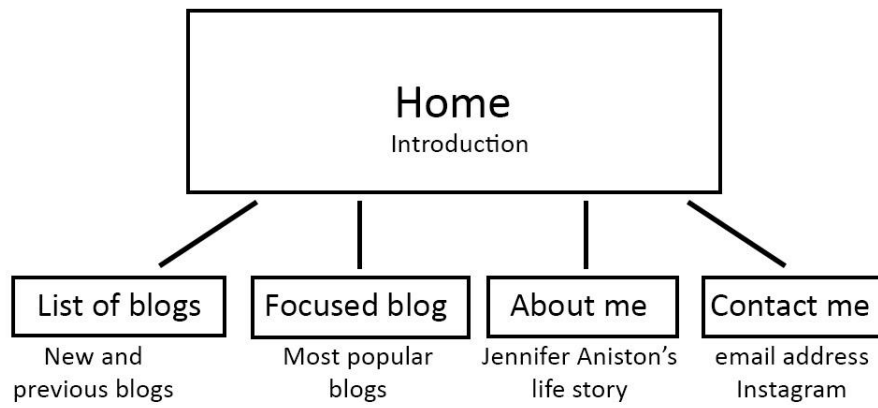 Home
Introduction
List of blogs
Focused blog
About me
Contact me
New and
previous blogs
Most popular
blogs
Jennifer Aniston’s
life story
email address
Instagram